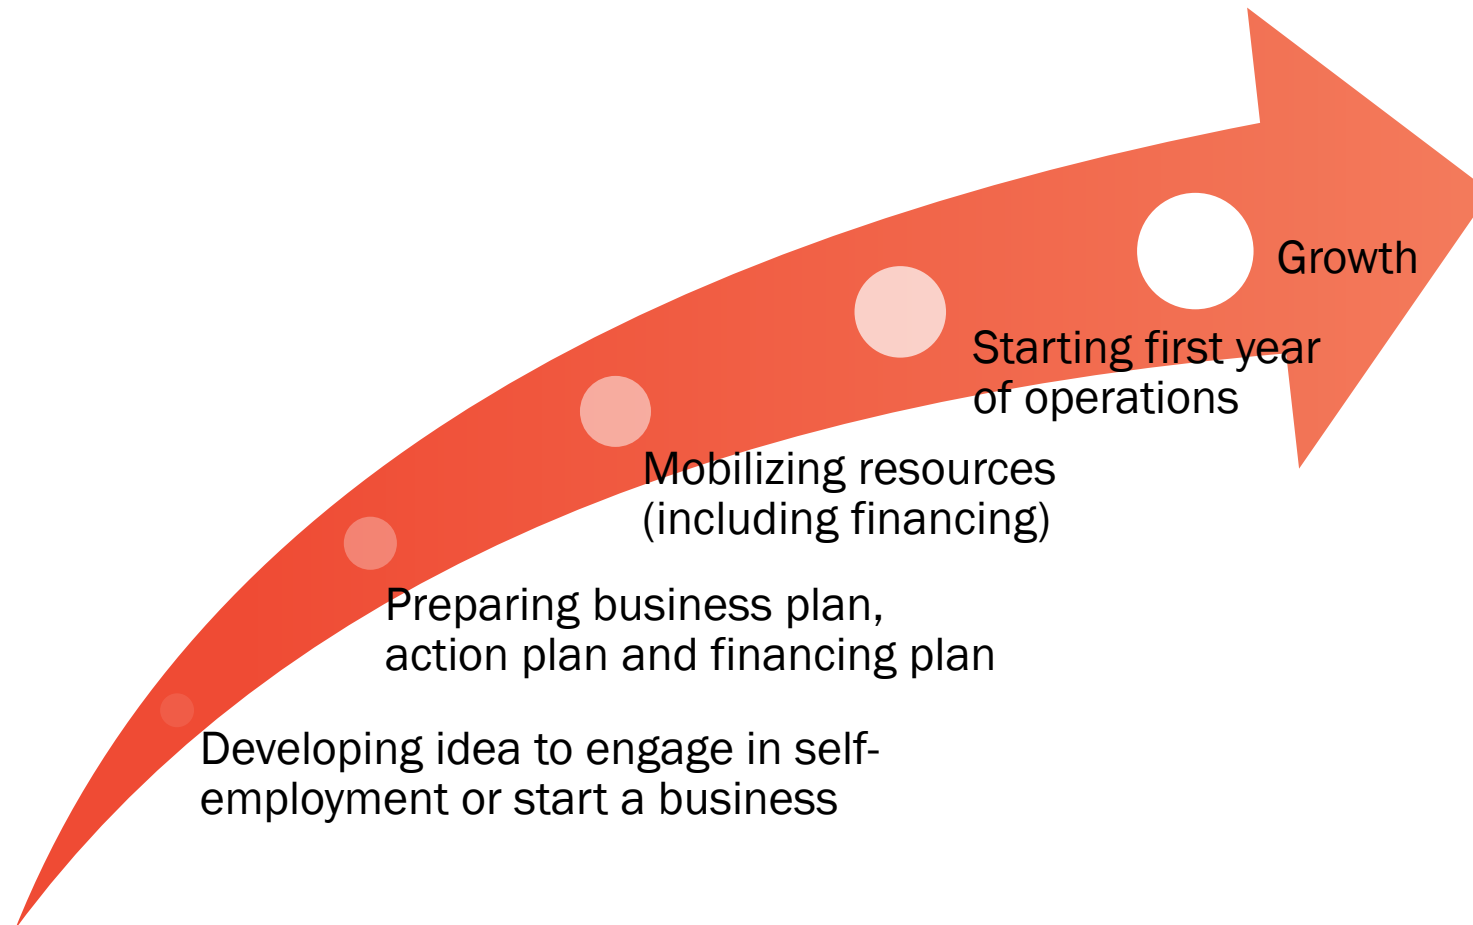 Growth
Starting first year
of operations
Mobilizing resources
(including financing)
Preparing business plan,
action plan and financing plan
Developing idea to engage in self-
employment or start a business